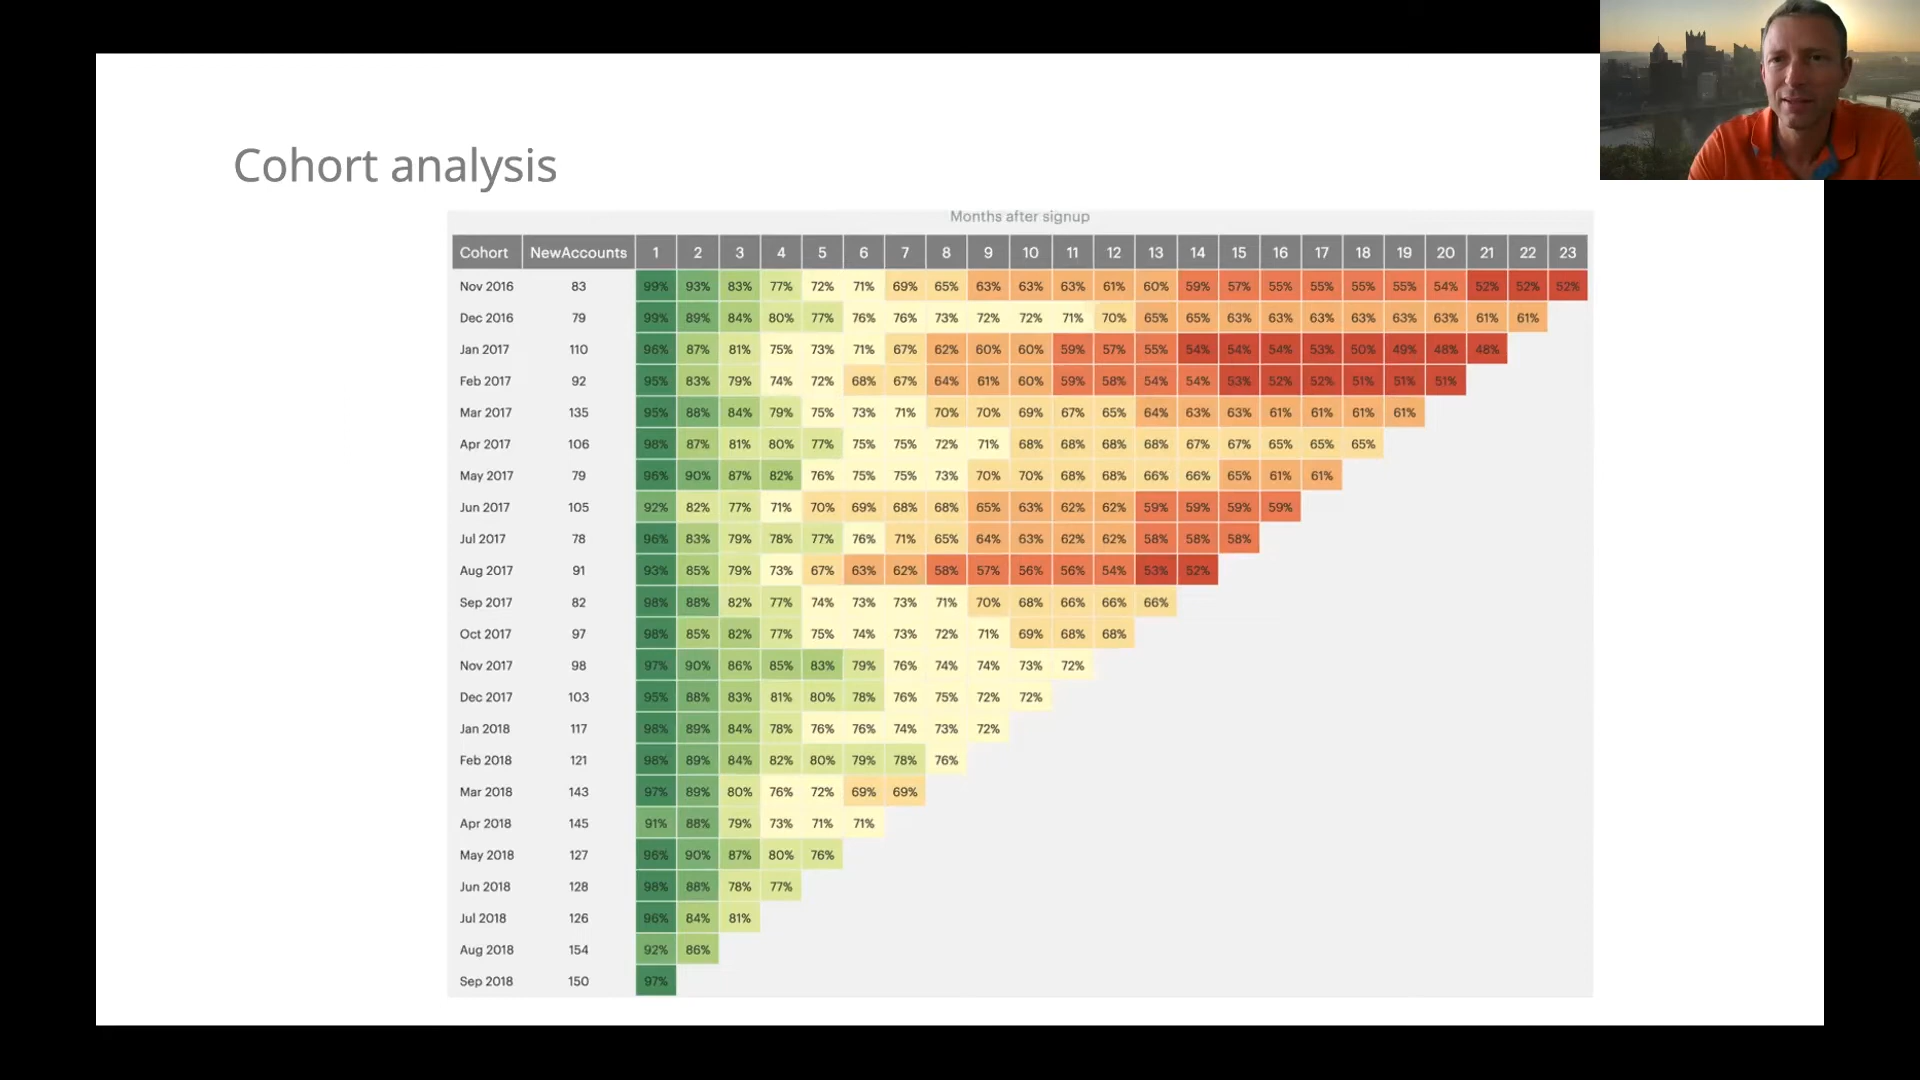 Cohort analysis
Months after signup
Cohort NewAccounts 1 2 3 4 5 6 7 8 9 10 11 12 13 14 15 16 17 18 19 20 21 22 23
Nov 2016 83 99% 93% 83% 77% 72% 71% 69% 65% 63% 63% 63% 61% 60% 59% 57% 55% 55% 55% 55% 54% 52% 52% 52%
Dec 2016 79 99% 89% 84% 80% 77% 76% 76% 73% 72% 72% 71% 70% 65% 65% 63% 63% 63% 63% 63% 63% 61% 61%
Jan 2017 110 96% 87% 81% 75% 73% 71% 67% 62% 60% 60% 59% 57% 55% 54% 54% 54% 53% 50% 49% 48% 48%
Feb 2017 92 95% 83% 79% 74% 72% 68% 67% 64% 61% 60% 59% 58% 54% 54% 53% 52% 52% 51% 51% 51%
Mar 2017 135 95% 88% 84% 79% 75% 73% 71% 70% 70% 69% 67% 65% 64% 63% 63% 61% 61% 61% 61%
Apr 2017 106 98% 87% 81% 80% 77% 75% 75% 72% 71% 68% 68% 68% 68% 67% 67% 65% 65% 65%
May 2017 79 96% 90% 87% 82% 76% 75% 75% 73% 70% 70% 68% 68% 66% 66% 65% 61% 61%
Jun 2017 105 92% 82% 77% 71% 70% 69% 68% 68% 65% 63% 62% 62% 59% 59% 59% 59%
Jul 2017 78 96% 83% 79% 78% 77% 76% 71% 65% 64% 63% 62% 62% 58% 58% 58%
Aug 2017 91 93% 85% 79% 73% 67% 63% 62% 58% 57% 56% 56% 54% 53% 52%
Sep 2017 82 98% 88% 82% 77% 74% 73% 73% 71% 70% 68% 66% 66% 66%
Oct 2017 97 98% 85% 82% 77% 75% 74% 73% 72% 71% 69% 68% 68%
Nov 2017 98 97% 90% 86% 85% 83% 79% 76% 74% 74% 73% 72%
Dec 2017 103 95% 88% 83% 81% 80% 78% 76% 75% 72% 72%
Jan 2018 117 98% 89% 84% 78% 76% 76% 74% 73% 72%
Feb 2018 121 98% 89% 84% 82% 80% 79% 78% 76%
Mar 2018 143 97% 89% 80% 76% 72% 69% 69%
Apr 2018 145 91% 88% 79% 73% 71% 71%
May 2018 127 96% 90% 87% 80% 76%
Jun 2018 128 98% 88% 78% 77%
Jul 2018 126 96% 84% 81%
Aug 2018 154 92% 86%
Sep 2018 150 97%